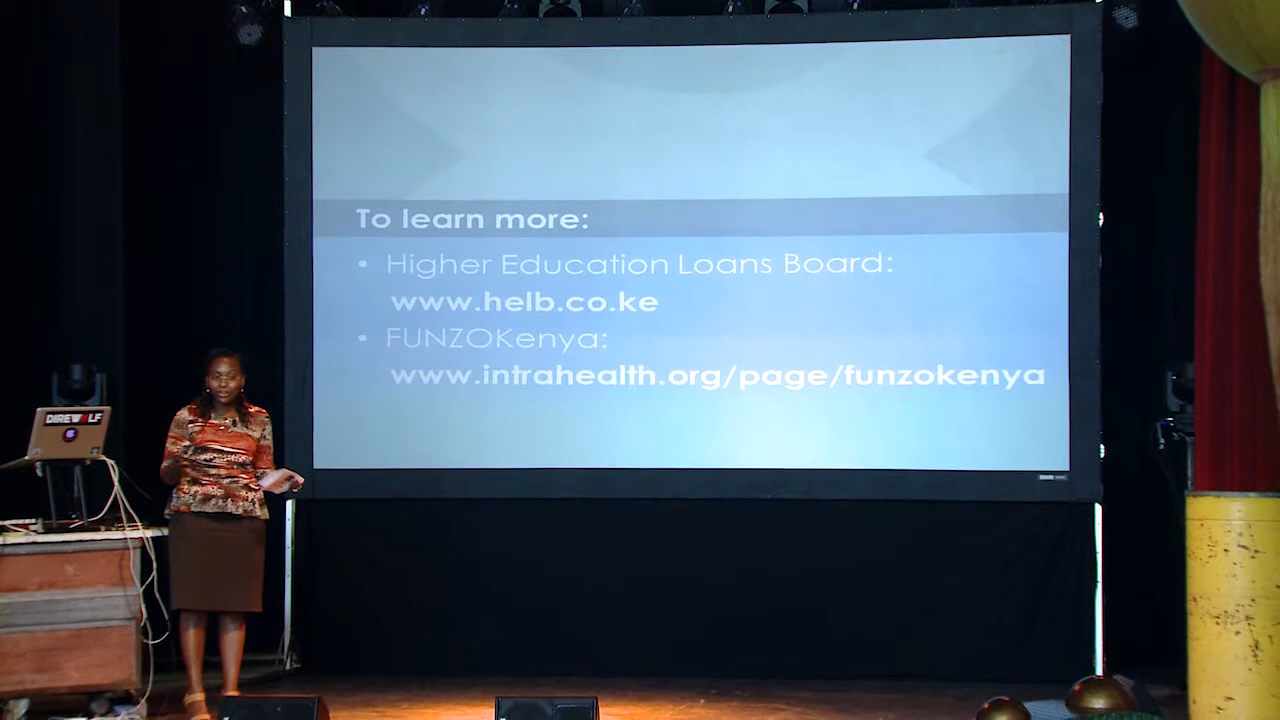 To learn more:
• Higher Education Loans Board:
www.helb.co.ke
• FUNZOKenya:
www.intrahealth.org/page/funzokenya
DIREWOLF